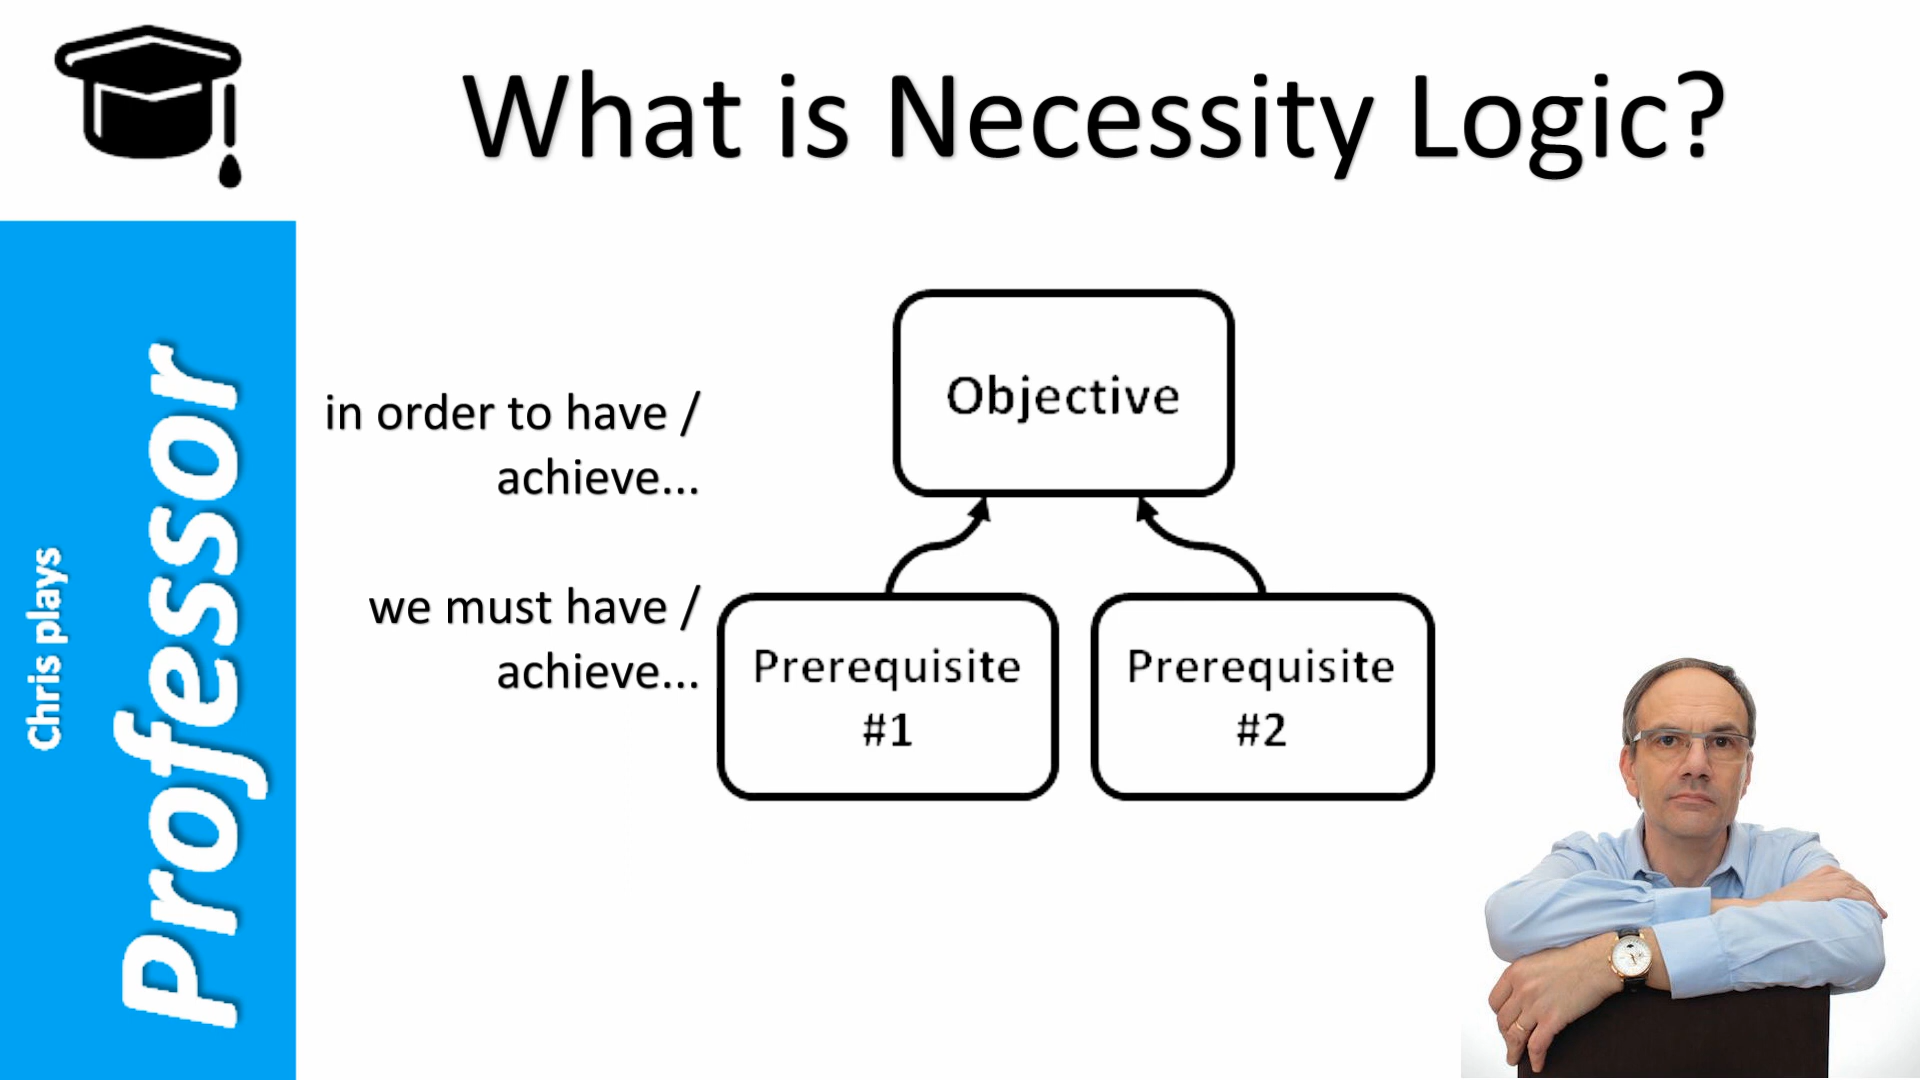 What is Necessity Logic?
Chris plays
Professor
in order to have /
achieve...
Objective
we must have /
achieve...
Prerequisite
#1
Prerequisite
#2